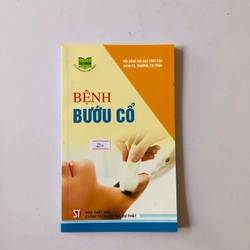 HỘI ĐỒNG CHỈ ĐẠO XUẤT BẢN
SÁCH XÃ, PHƯỜNG, THỊ TRẤN
BỆNH
BƯỚU CỔ
ST
NHÀ XUẤT BẢN
CHÍNH TRỊ QUỐC GIA SỰ THẬT